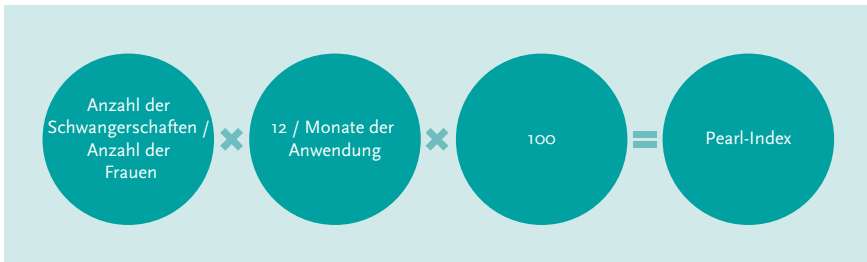 Anzahl der
Schwangerschaften /
Anzahl der
Frauen
12 / Monate der
Anwendung
100
Pearl-Index